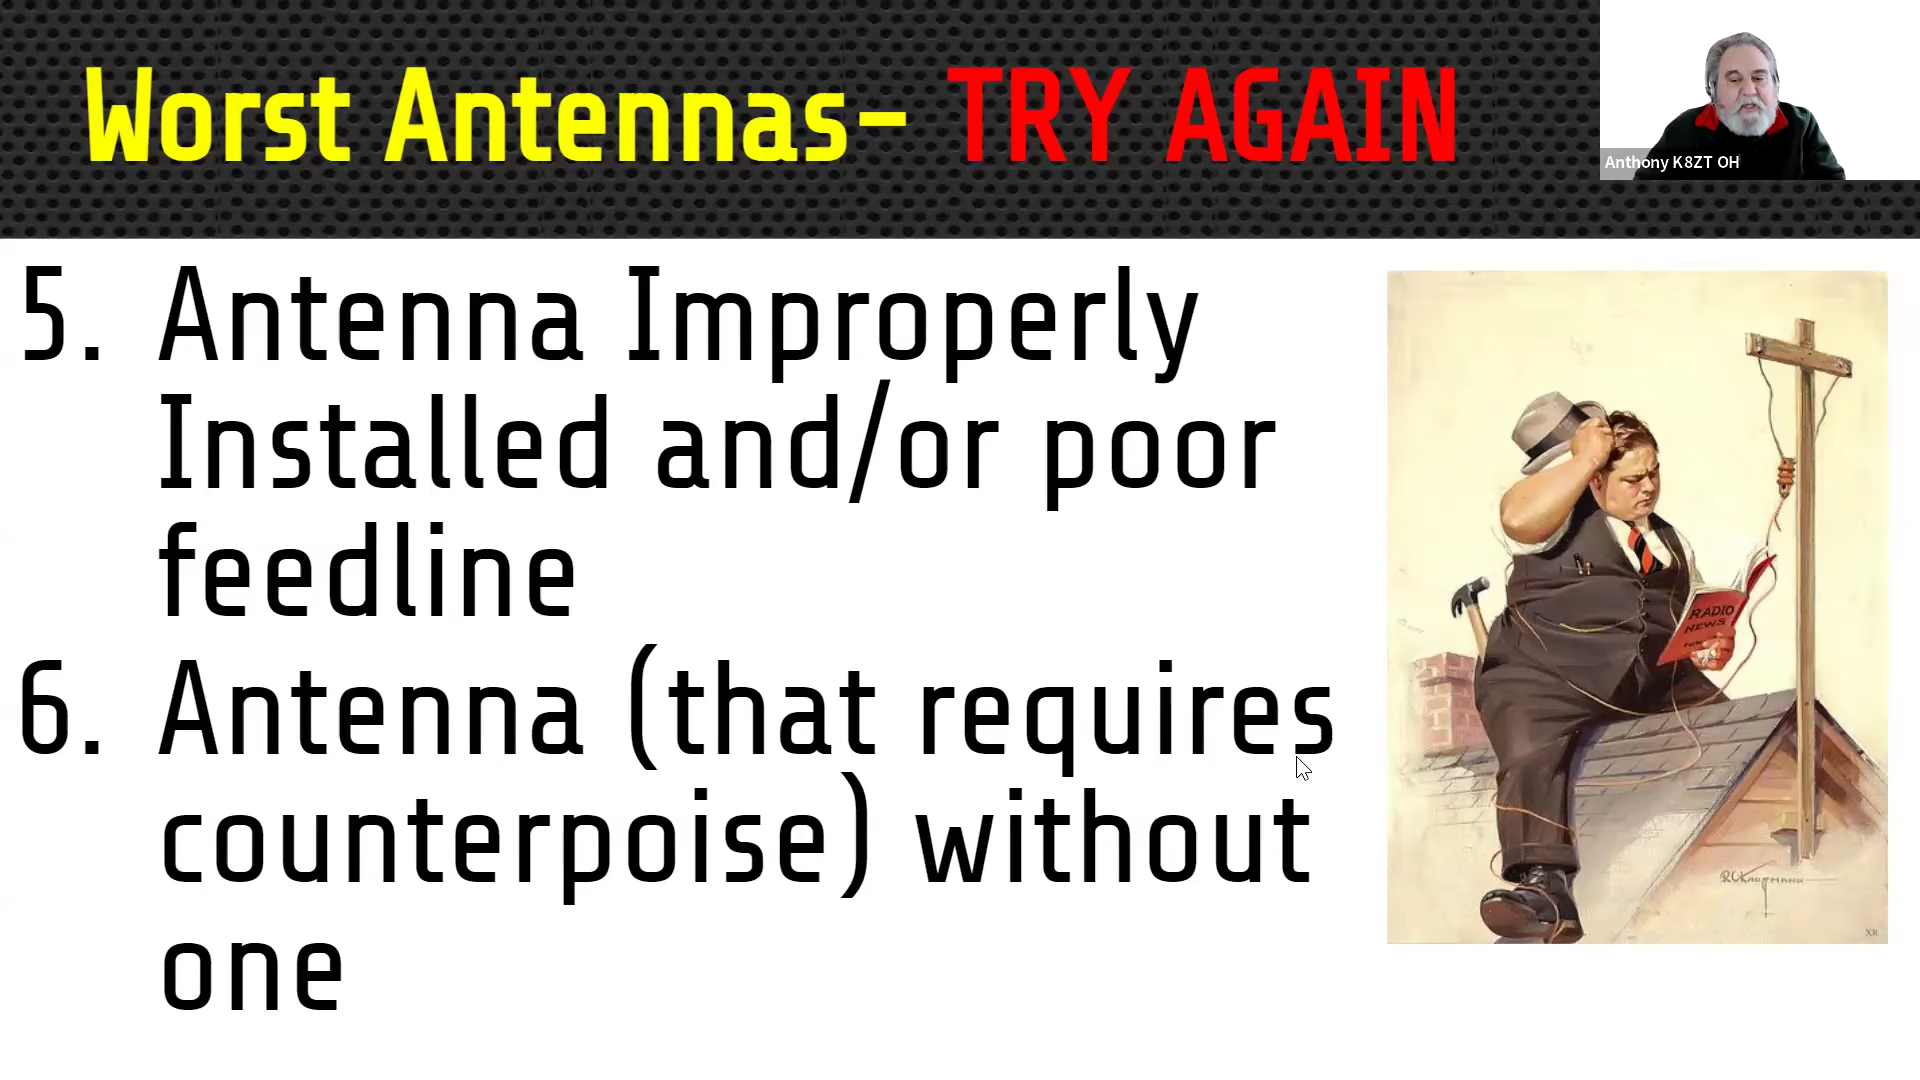 Worst Antennas- TRY AGAIN
Anthony K8ZT OH
5. Antenna Improperly
Installed and/or poor
feedline
6. Antenna (that requires
counterpoise) without
one
RADIO
NEWS
XR